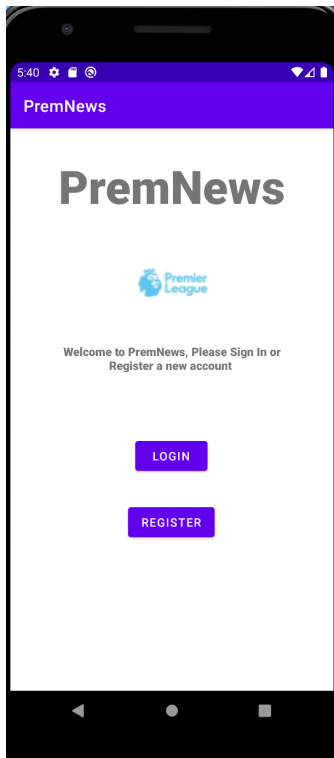 5:40
PremNews
PremNews
Premier
League
Welcome to PremNews, Please Sign In or
Register a new account
LOGIN
REGISTER